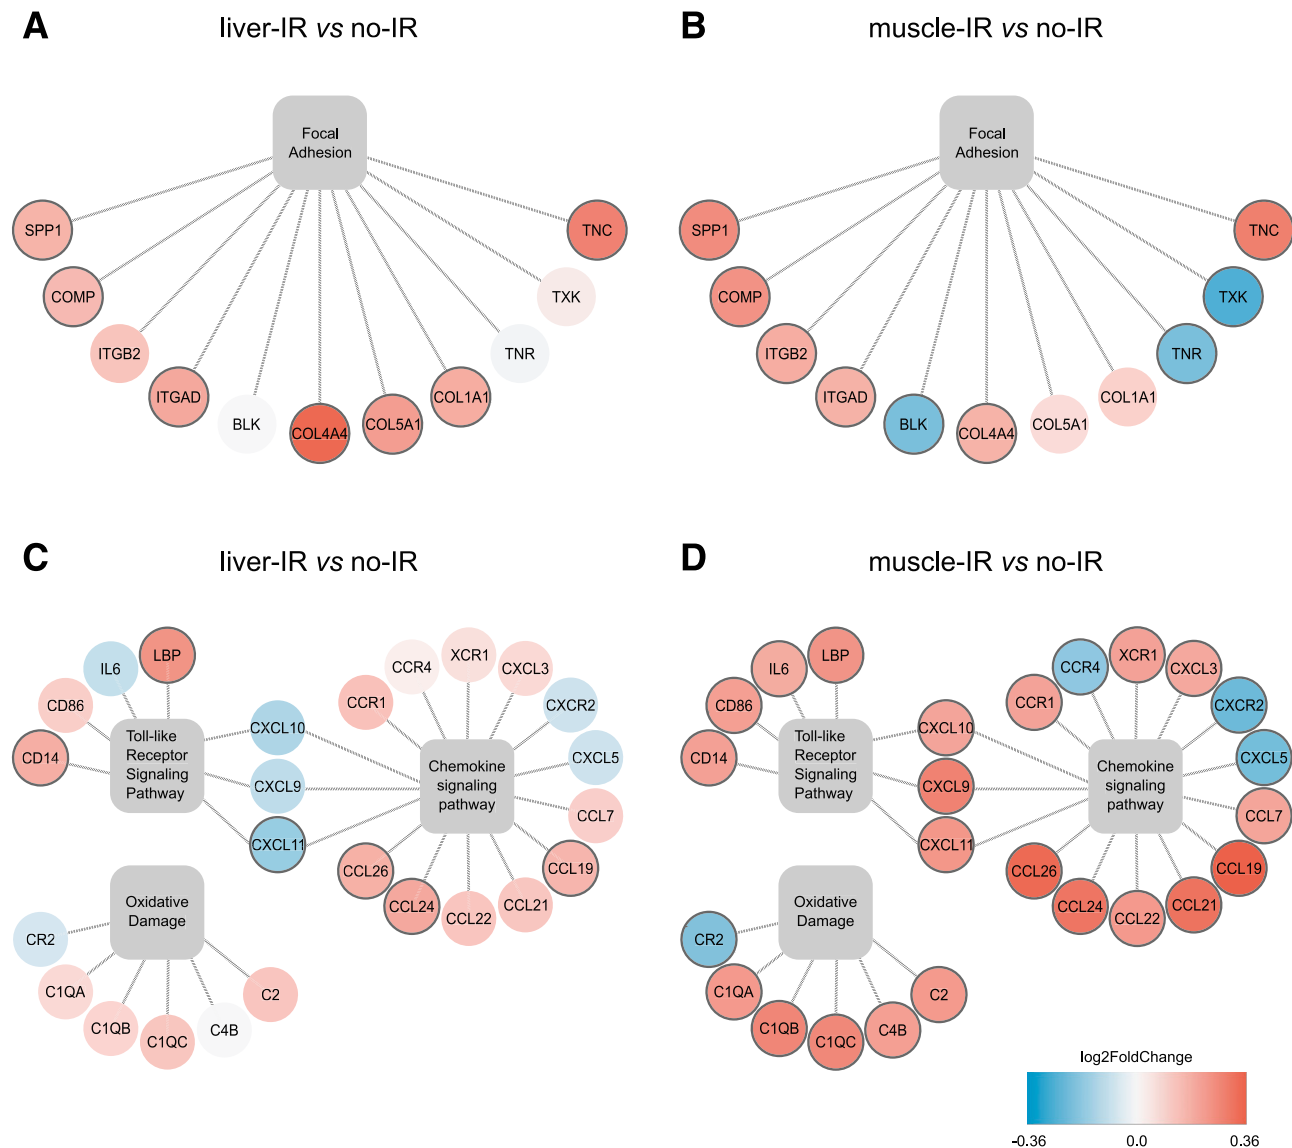 A
liver-IR vs no-IR
Focal
Adhesion
SPP1
COMP
ITGB2
ITGAD
BLK
COL4A4
COL5A1
COL1A1
TNR
TXK
TNC
B
muscle-IR vs no-IR
Focal
Adhesion
SPP1
COMP
ITGB2
ITGAD
BLK
COL4A4
COL5A1
COL1A1
TNR
TXK
TNC
C
liver-IR vs no-IR
LBP
IL6
CD86
CD14
Toll-like
Receptor
Signaling
Pathway
CXCL10
CXCL9
CXCL11
CCR1
CCR4
XCR1
CXCL3
CXCR2
CXCL5
CCL7
CCL19
CCL21
CCL22
CCL24
CCL26
Chemokine
signaling
pathway
Oxidative
Damage
CR2
C1QA
C1QB
C1QC
C4B
C2
D
muscle-IR vs no-IR
LBP
IL6
CD86
CD14
Toll-like
Receptor
Signaling
Pathway
CXCL10
CXCL9
CXCL11
CCR1
CCR4
XCR1
CXCL3
CXCR2
CXCL5
CCL7
CCL19
CCL21
CCL22
CCL24
CCL26
Chemokine
signaling
pathway
Oxidative
Damage
CR2
C1QA
C1QB
C1QC
C4B
C2
log2FoldChange
-0.36
0.0
0.36